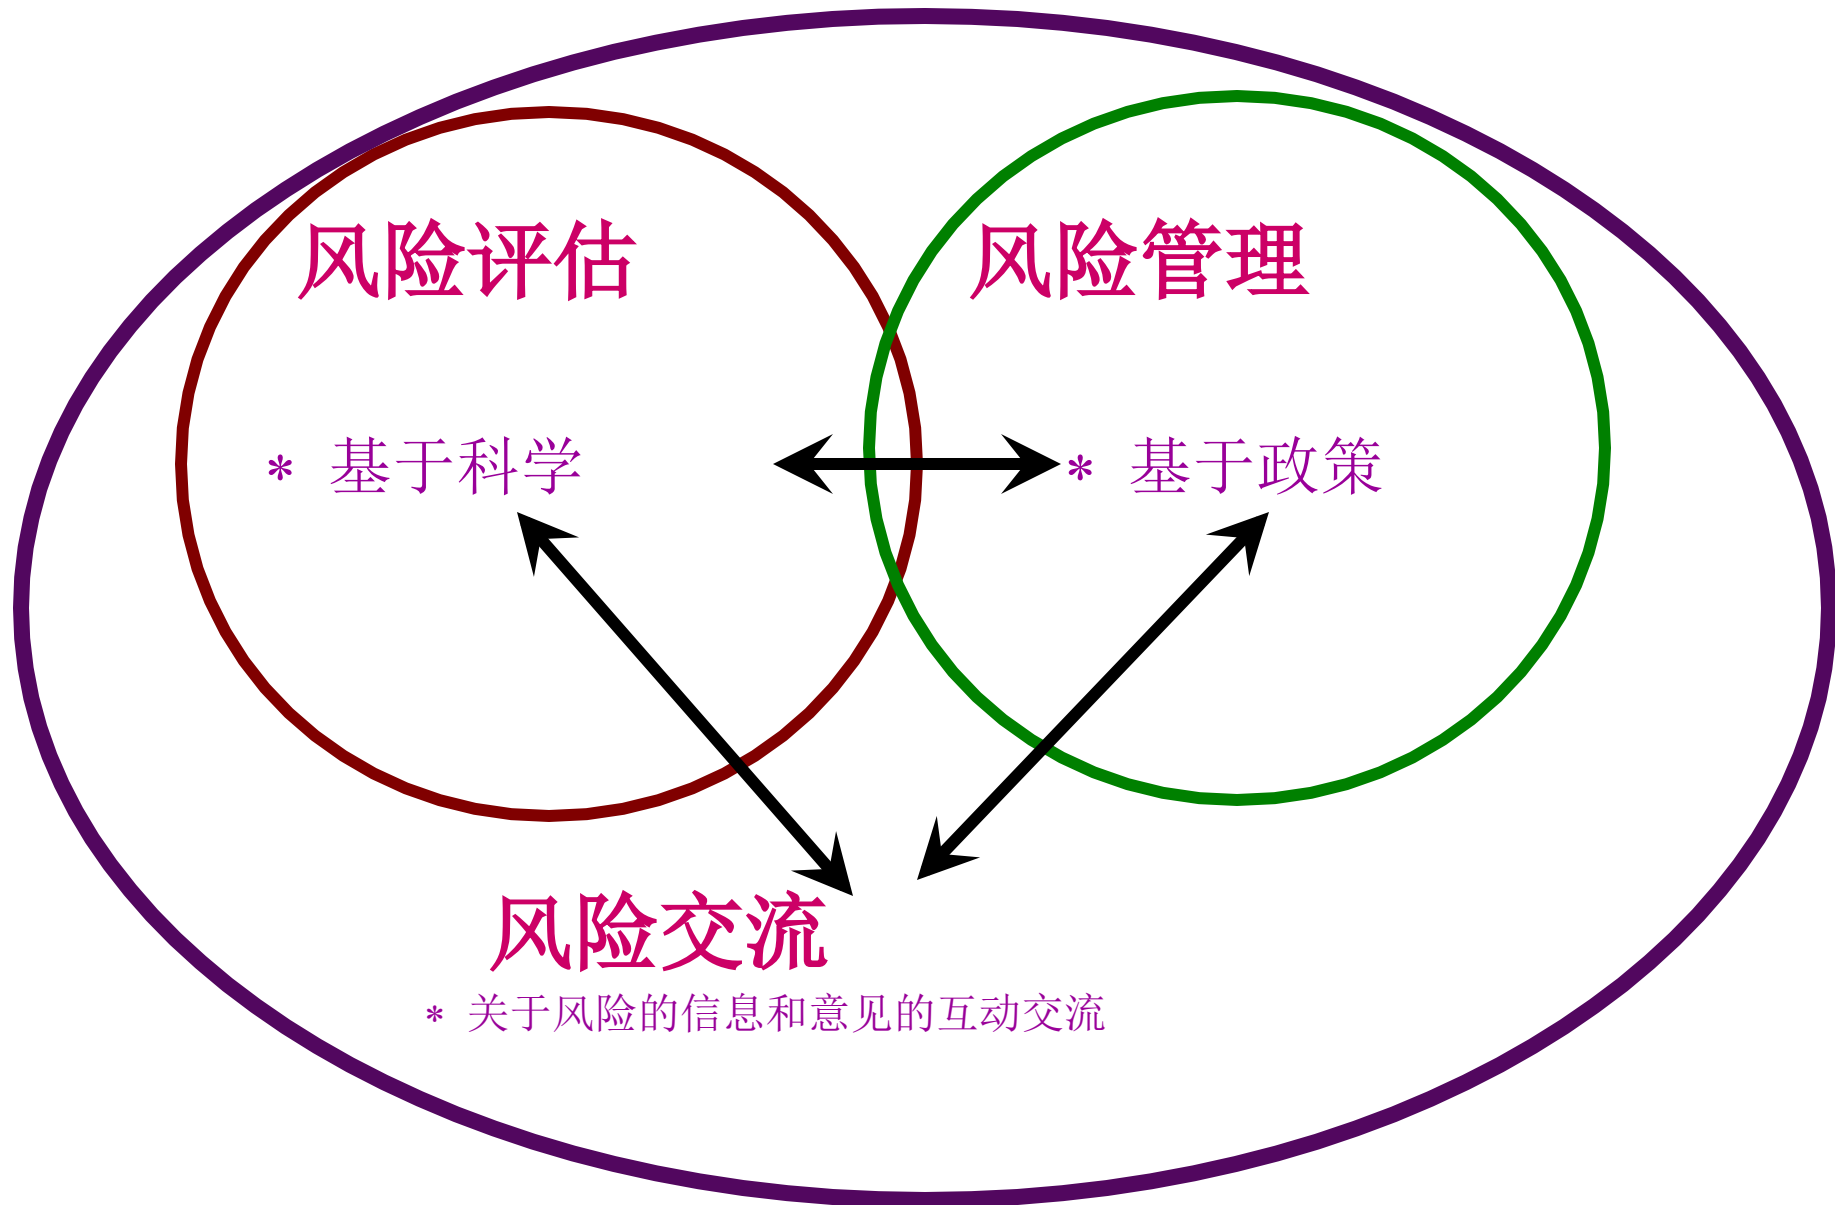 风险评估
风险管理
* 基于科学
* 基于政策
风险交流
* 关于风险的信息和意见的互动交流